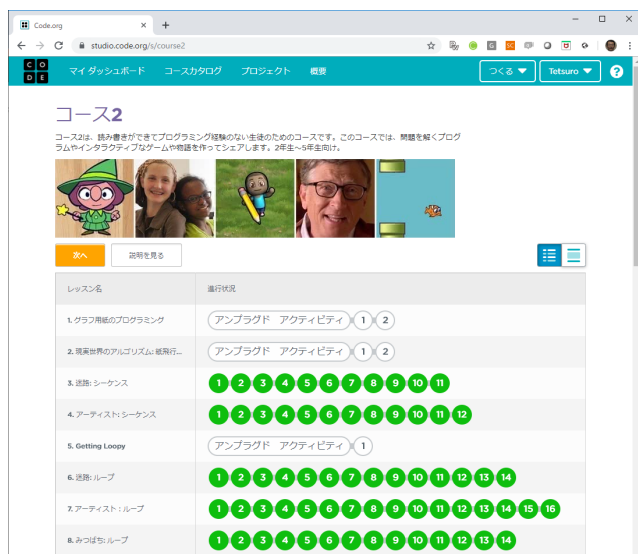 Code.org
studio.code.org/s/course2
CO
DE
マイ ダッシュボード コースカタログ プロジェクト 概要 つくる Tetsuro ?
コース2
コース2は、読み書きができてプログラミング経験のない生徒のためのコースです。このコースでは、問題を解くプログ
ラムやインタラクティブなゲームや物語を作ってシェアします。2年生～5年生向け。
次へ 説明を見る
レッスン名 進行状況
1. グラフ用紙のプログラミング アンプラグド アクティビティ 1 2
2. 現実世界のアルゴリズム: 紙飛行... アンプラグド アクティビティ 1 2
3. 迷路: シーケンス 1 2 3 4 5 6 7 8 9 10 11
4. アーティスト: シーケンス 1 2 3 4 5 6 7 8 9 10 11 12
5. Getting Loopy アンプラグド アクティビティ 1
6. 迷路: ループ 1 2 3 4 5 6 7 8 9 10 11 12 13 14
7. アーティスト：ループ 1 2 3 4 5 6 7 8 9 10 11 12 13 14 15 16
8. みつばち: ループ 1 2 3 4 5 6 7 8 9 10 11 12 13 14